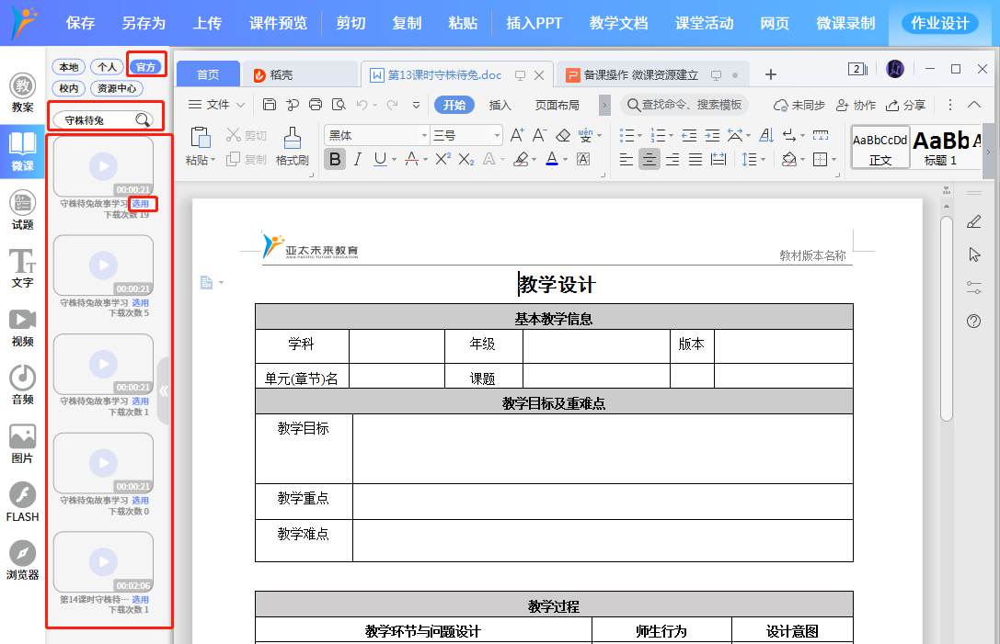 保存 另存为 上传 课件预览 剪切 复制 粘贴 插入PPT 教学文档 课堂活动 网页 微课录制 作业设计
本地 个人 官方
校内 资源中心
守株待兔
教案
微课
试题
文字
视频
音频
图片
FLASH
浏览器
00:00:21
守株待兔故事学习 选用
下载次数 19
00:00:21
守株待兔故事学习 选用
下载次数 5
00:00:21
守株待兔故事学习 选用
下载次数 1
00:00:21
守株待兔故事学习 选用
下载次数 0
00:02:06
第14课时守株待… 选用
下载次数 1
首页 稻壳 第13课时守株待兔.doc 备课操作 微课资源建立 2
文件 开始 插入 页面布局 查找命令、搜索模板 未同步 协作 分享
粘贴 剪切 复制 格式刷 黑体 三号
AaBbCcDd AaBb
正文 标题 1
亚太未来教育
ASIA PACIFIC FUTURE EDUCATION
教材版本名称
教学设计
基本教学信息
学科 年级 版本
单元(章节)名 课题
教学目标及重难点
教学目标
教学重点
教学难点
教学过程
教学环节与问题设计 师生行为 设计意图